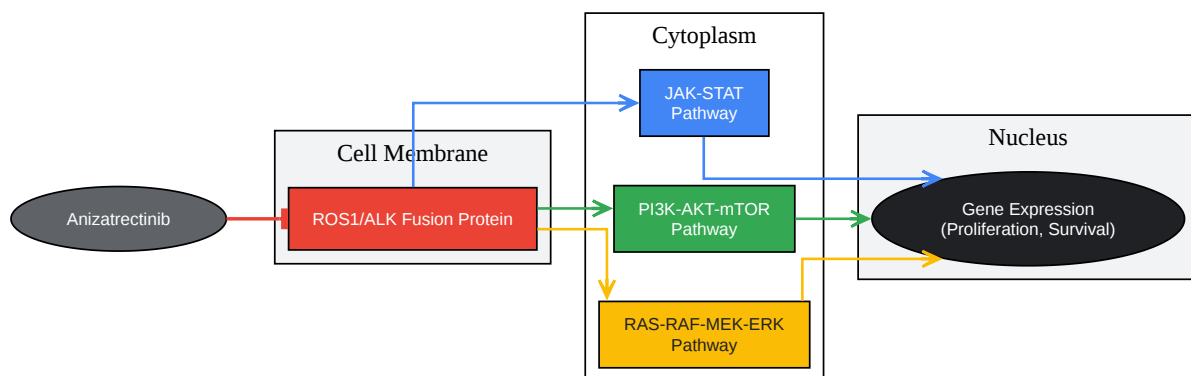 Cytoplasm
JAK-STAT
Pathway
Cell Membrane
Nucleus
Anizatrectinib
ROS1/ALK Fusion Protein
PI3K-AKT-mTOR
Pathway
Gene Expression
(Proliferation, Survival)
RAS-RAF-MEK-ERK
Pathway